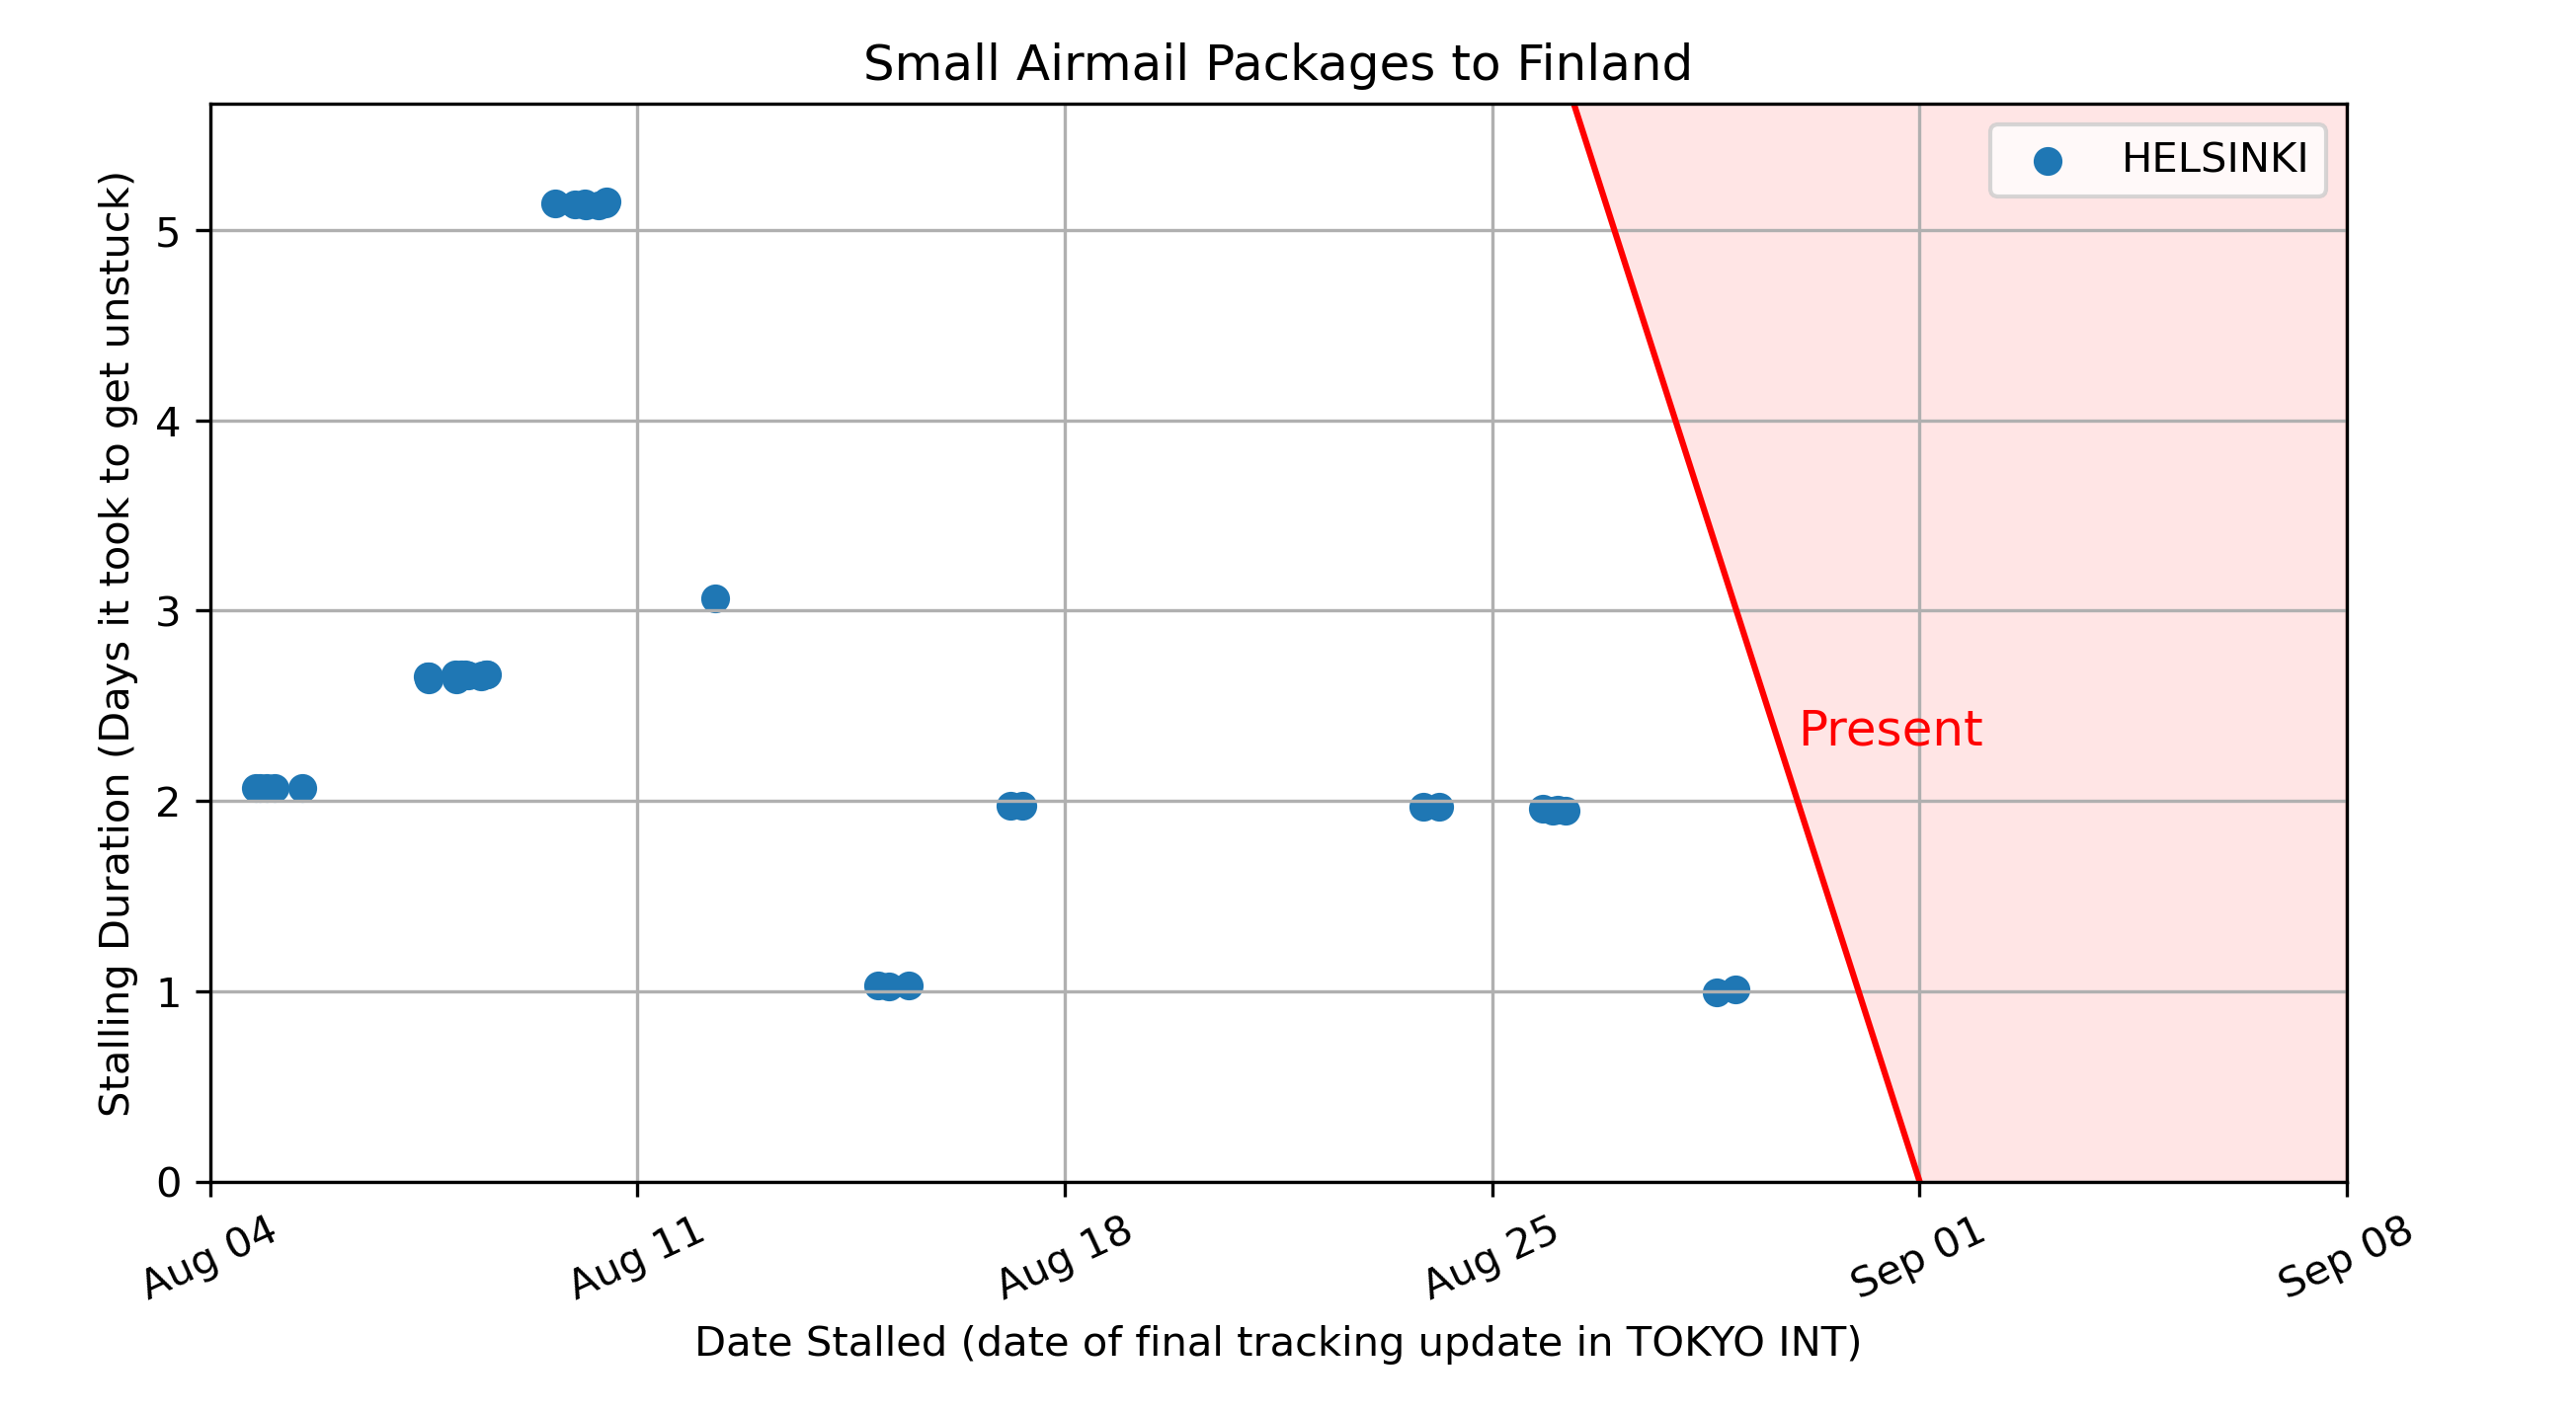 Small Airmail Packages to Finland
HELSINKI
Stalling Duration (Days it took to get unstuck)
5
4
3
2
1
0
Present
Aug 04
Aug 11
Aug 18
Aug 25
Sep 01
Sep 08
Date Stalled (date of final tracking update in TOKYO INT)